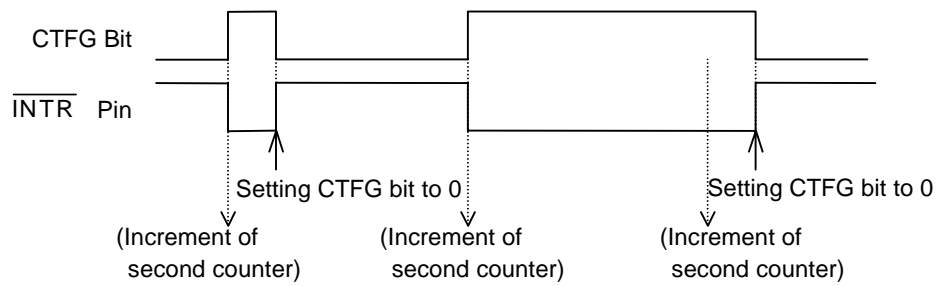 CTFG Bit
INTR Pin
Setting CTFG bit to 0
Setting CTFG bit to 0
(Increment of
second counter)
(Increment of
second counter)
(Increment of
second counter)